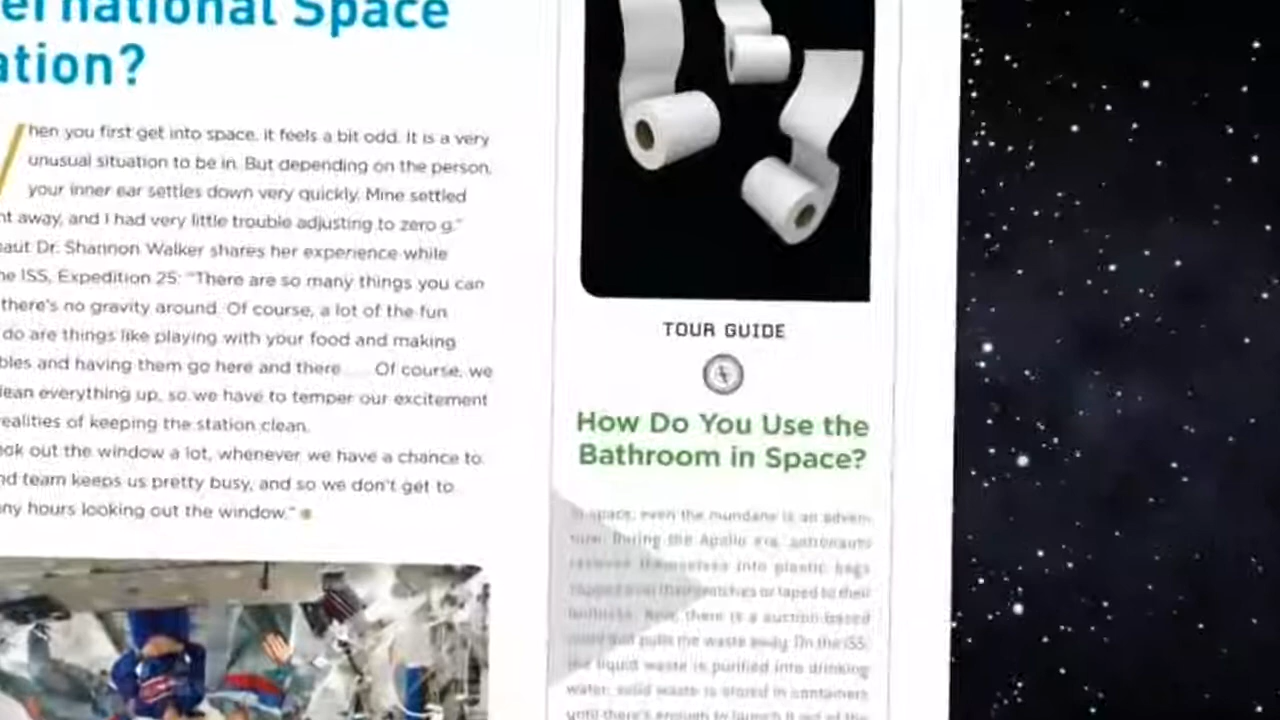 ernational Space
ation?
hen you first get into space, it feels a bit odd. It is a very
unusual situation to be in. But depending on the person,
your inner ear settles down very quickly. Mine settled
ht away, and I had very little trouble adjusting to zero g."
naut Dr. Shannon Walker shares her experience while
he ISS, Expedition 25: "There are so many things you can
there's no gravity around. Of course, a lot of the fun
do are things like playing with your food and making
bles and having them go here and there .... Of course, we
lean everything up, so we have to temper our excitement
realities of keeping the station clean.
ok out the window a lot, whenever we have a chance to.
nd team keeps us pretty busy, and so we don't get to
ny hours looking out the window."
TOUR GUIDE
How Do You Use the
Bathroom in Space?
In space, even the mundane is an adven-
ture. During the Apollo era, astronauts
relieved themselves into plastic bags
to their
buttocks. Now, there is a suction-based
that pulls the waste away. On the ISS,
the liquid waste is purified into drinking
water; solid waste is stored in containers
until there's enough to launch it out of the